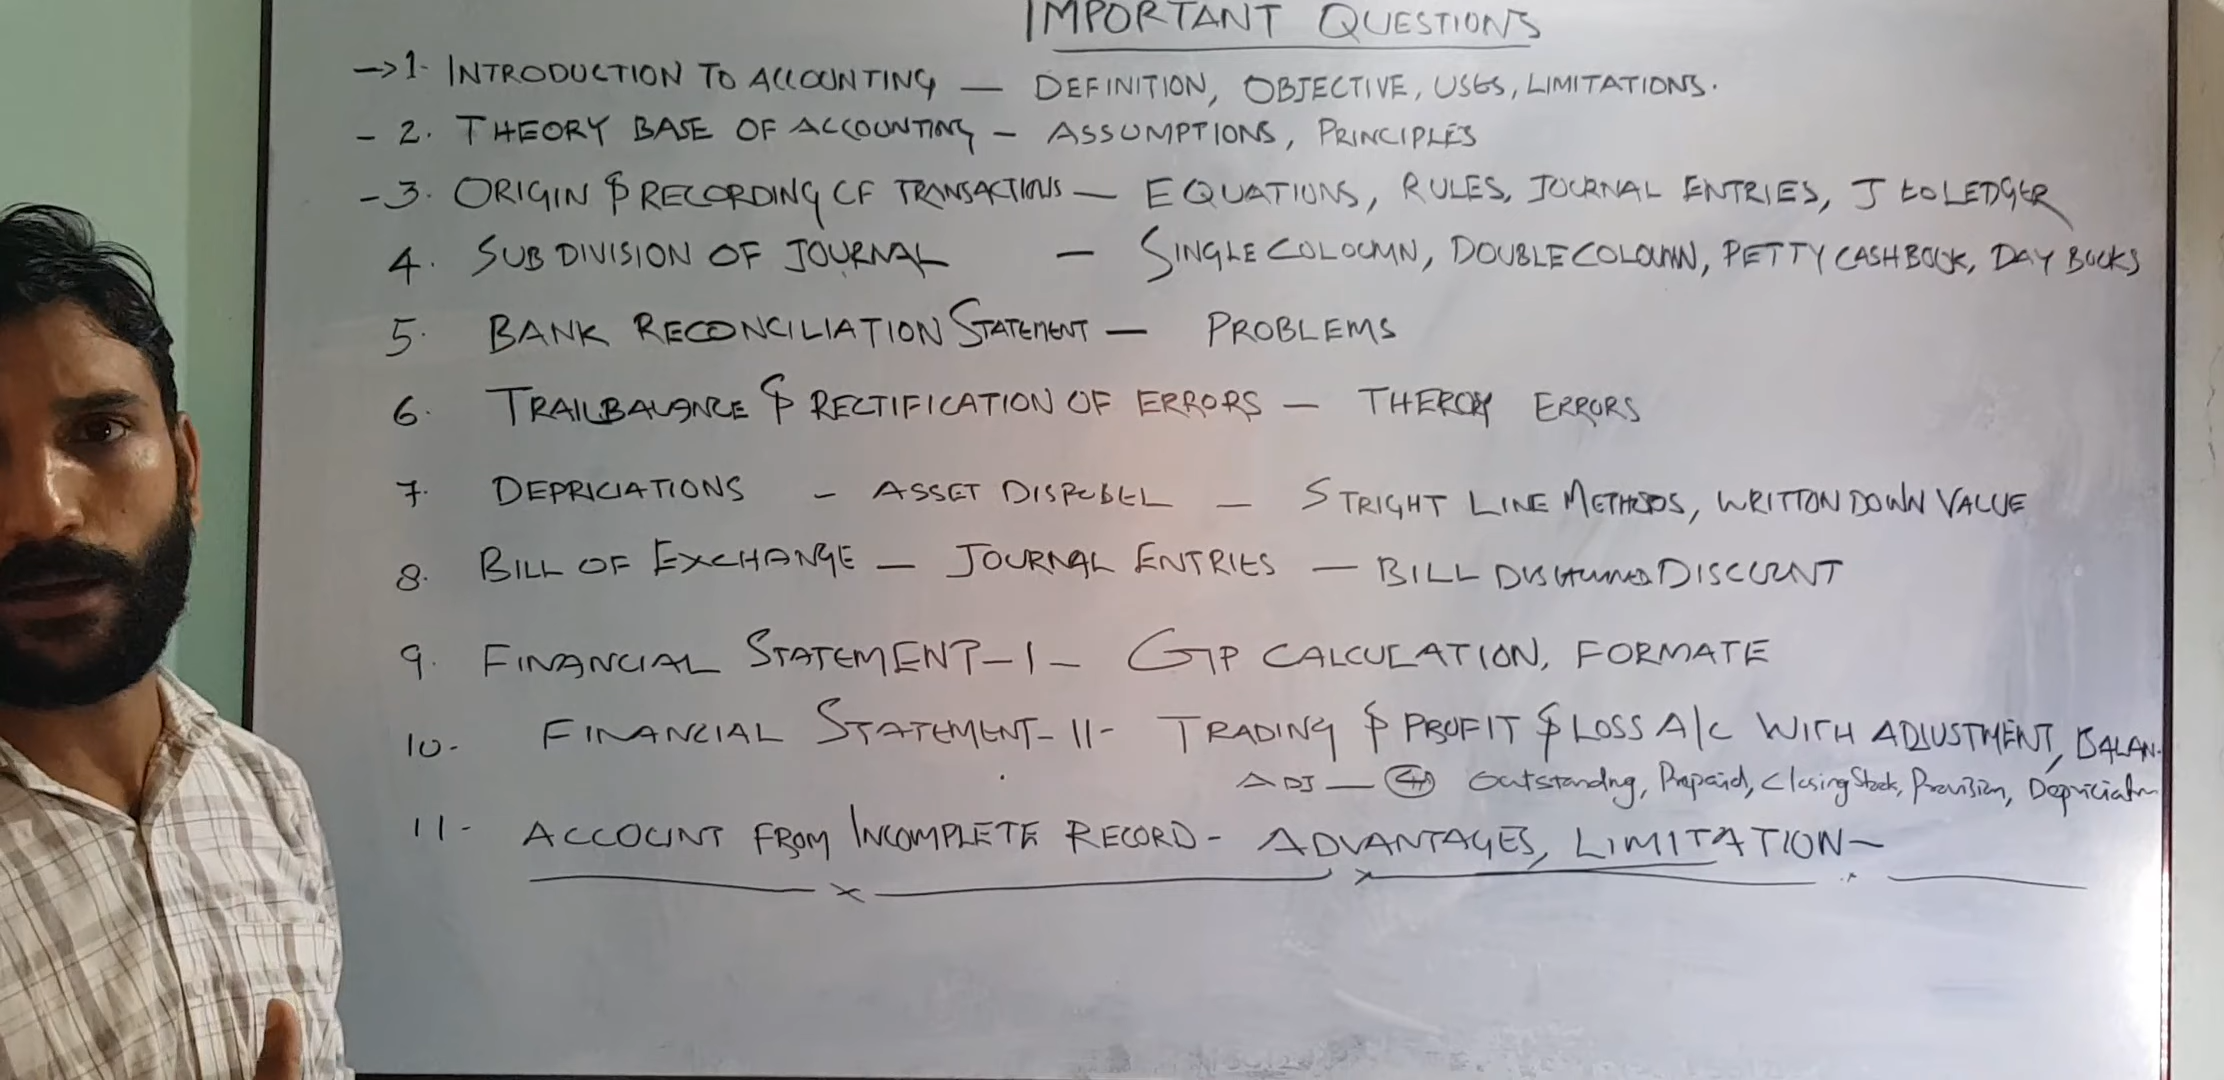 IMPORTANT QUESTIONS
→1- INTRODUCTION TO ACCOUNTING — DEFINITION, OBJECTIVE, USES, LIMITATIONS.
- 2. THEORY BASE OF ACCOUNTING - ASSUMPTIONS, PRINCIPLES
- 3. ORIGIN & RECORDING OF TRANSACTIONS — EQUATIONS, RULES, JOURNAL ENTRIES, J to LEDGER
4. SUB DIVISION OF JOURNAL - SINGLE COLOUMN, DOUBLE COLOUMN, PETTY CASH BOOK, DAY BOOKS
5. BANK RECONCILIATION STATEMENT — PROBLEMS
6. TRAILBALANCE & RECTIFICATION OF ERRORS — THEROY ERRORS
7. DEPRICIATIONS - ASSET DISPOBEL — STRIGHT LINE METHODS, WRITTON DOWN VALUE
8. BILL OF EXCHANGE — JOURNAL ENTRIES — BILL DISCOUNT
9. FINANCIAL STATEMENT-I - GP CALCULATION, FORMATE
10- FINANCIAL STATEMENT-II- TRADING & PROFIT & LOSS A/C WITH ADJUSTMENT, BALAN.
ADJ — 4 Outstanding, Prepaid, Closing Stock, Provision, Depriciatn
11- ACCOUNT FROM INCOMPLETE RECORD- ADVANTAGES, LIMITATION-